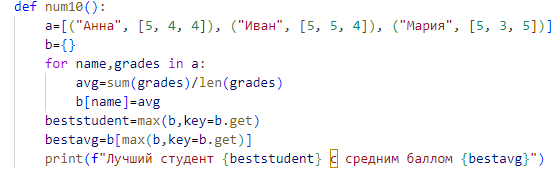 def num10():
    a=[("Анна", [5, 4, 4]), ("Иван", [5, 5, 4]), ("Мария", [5, 3, 5])]
    b={}
    for name,grades in a:
        avg=sum(grades)/len(grades)
        b[name]=avg
    beststudent=max(b,key=b.get)
    bestavg=b[max(b,key=b.get)]
    print(f"Лучший студент {beststudent} с средним баллом {bestavg}")